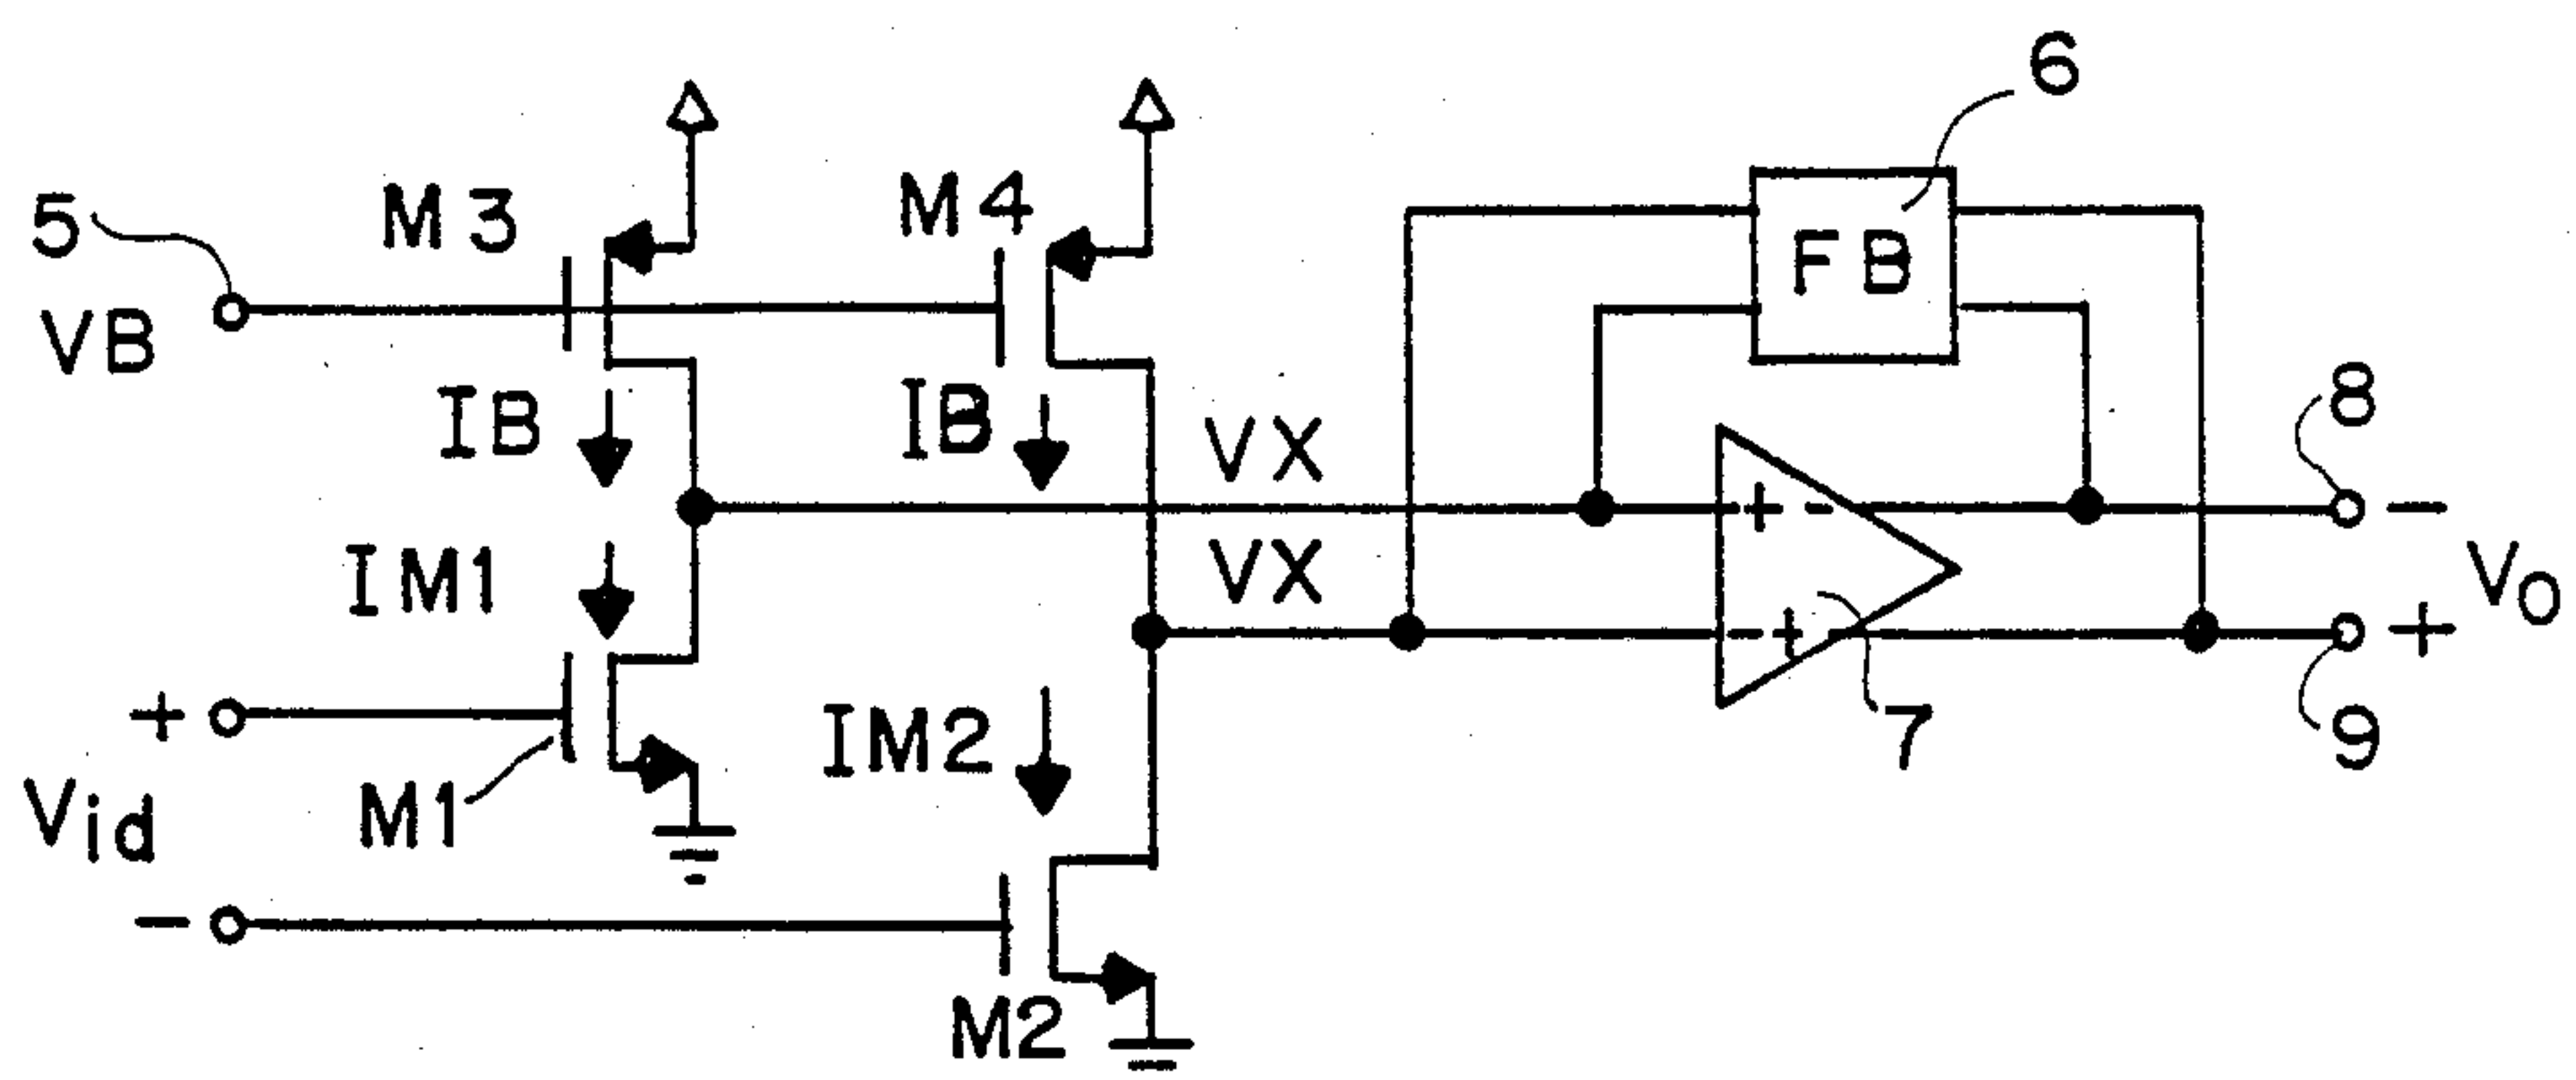 6
5
M3
M4
FB
VB
IB
IB
VX
8
-
IM1
VX
+ -
- +
VO
+
9
+
M1
IM2
7
Vid
-
M2